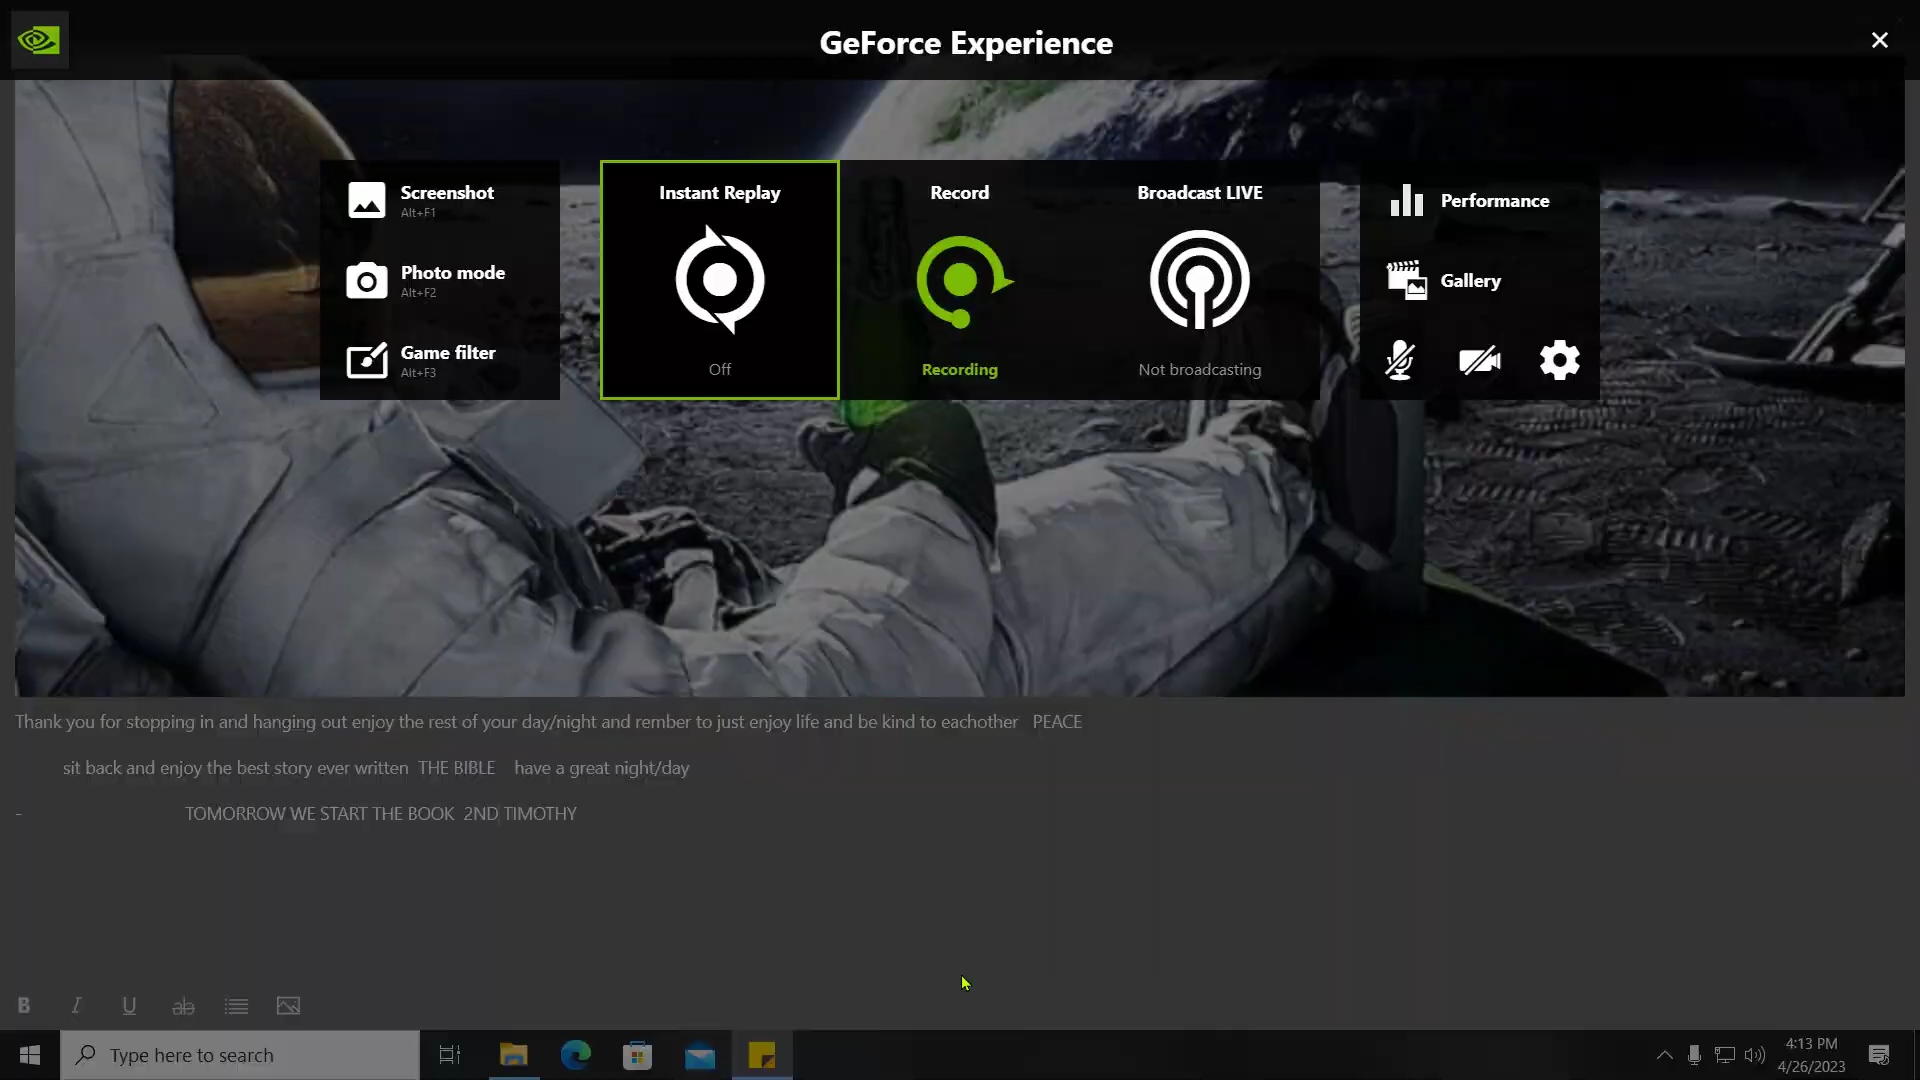 GeForce Experience
Screenshot
Alt+F1
Photo mode
Alt+F2
Game filter
Alt+F3
Instant Replay
Off
Record
Recording
Broadcast LIVE
Not broadcasting
Performance
Gallery
Thank you for stopping in and hanging out enjoy the rest of your day/night and rember to just enjoy life and be kind to eachother   PEACE
sit back and enjoy the best story ever written  THE BIBLE    have a great night/day
-                TOMORROW WE START THE BOOK  2ND TIMOTHY
B I U ab
Type here to search
4:13 PM
4/26/2023